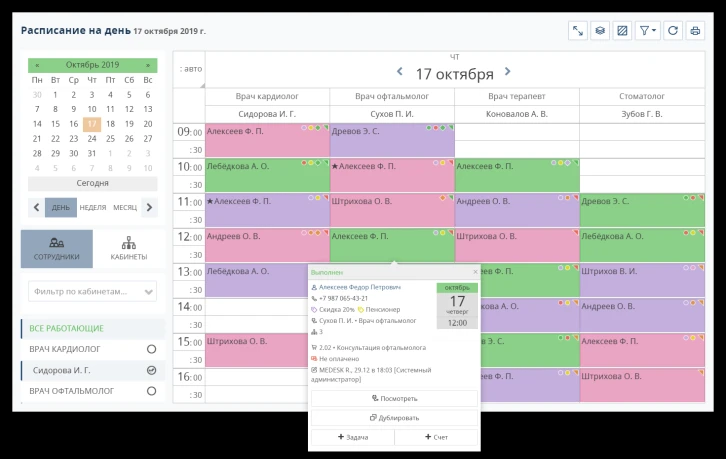 Расписание на день 17 октября 2019 г.
« Октябрь 2019 »
Пн Вт Ср Чт Пт Сб Вс
30 1 2 3 4 5 6
7 8 9 10 11 12 13
14 15 16 17 18 19 20
21 22 23 24 25 26 27
28 29 30 31 1 2 3
4 5 6 7 8 9 10
Сегодня
ДЕНЬ НЕДЕЛЯ МЕСЯЦ
СОТРУДНИКИ КАБИНЕТЫ
Фильтр по кабинетам...
ВСЕ РАБОТАЮЩИЕ
ВРАЧ КАРДИОЛОГ
Сидорова И. Г.
ВРАЧ ОФТАЛЬМОЛОГ
: авто
ЧТ
17 октября
Врач кардиолог Врач офтальмолог Врач терапевт Стоматолог
Сидорова И. Г. Сухов П. И. Коновалов А. В. Зубов Г. В.
09:00 Алексеев Ф. П. Древов Э. С.
:30
10:00 Лебёдкова А. О. ★Алексеев Ф. П. Алексеев Ф. П.
:30
11:00 ★Алексеев Ф. П. Штрихова О. В. Андреев О. В. Древов Э. С.
:30
12:00 Андреев О. В. Алексеев Ф. П. Штрихова О. В. Лебёдкова А. О.
:30
13:00 Лебёдкова А. О. Ф. П. Штрихов В. И.
:30
14:00 ова А. О. Андреев О. В.
:30
15:00 Штрихова О. В. Э. С. Алексеев Ф. П.
:30
16:00 в Ф. П. Штрихова О. В.
:30
Выполнен ×
Алексеев Федор Петрович
+7 987 065-43-21
Скидка 20% Пенсионер
Сухов П. И. • Врач офтальмолог
3
октябрь
17
четверг
12:00
2.02 • Консультация офтальмолога
Не оплачено
MEDESK R., 29.12 в 18:03 [Системный
администратор]
Посмотреть
Дублировать
+ Задача + Счет